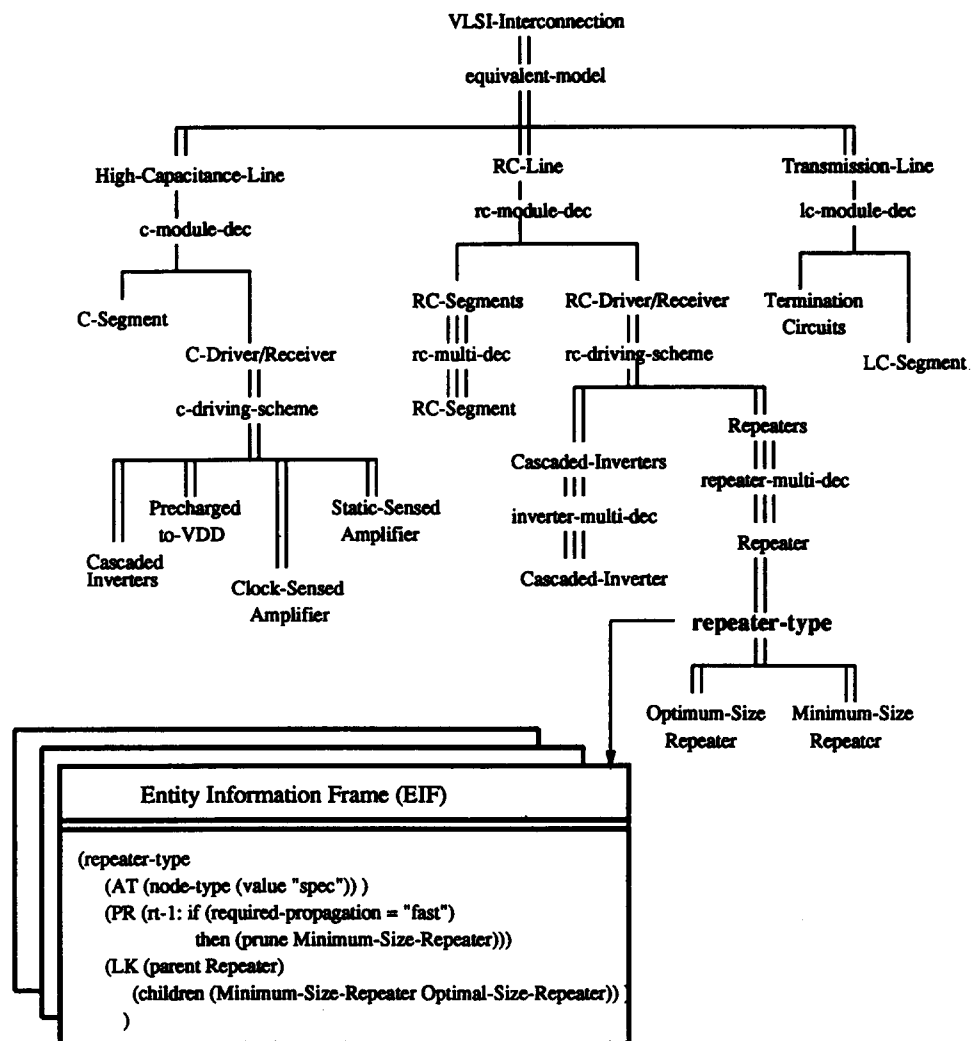 VLSI-Interconnection
equivalent-model
High-Capacitance-Line
RC-Line
Transmission-Line
c-module-dec
rc-module-dec
lc-module-dec
C-Segment
RC-Segments
RC-Driver/Receiver
Termination
Circuits
C-Driver/Receiver
rc-multi-dec
rc-driving-scheme
LC-Segment
c-driving-scheme
RC-Segment
Repeaters
Cascaded-Inverters
repeater-multi-dec
Precharged
to-VDD
Static-Sensed
Amplifier
inverter-multi-dec
Repeater
Cascaded
Inverters
Clock-Sensed
Amplifier
Cascaded-Inverter
repeater-type
Optimum-Size
Repeater
Minimum-Size
Repeater
Entity Information Frame (EIF)
(repeater-type
(AT (node-type (value "spec")) )
(PR (rt-1: if (required-propagation = "fast")
then (prune Minimum-Size-Repeater)))
(LK (parent Repeater)
(children (Minimum-Size-Repeater Optimal-Size-Repeater)) )
)